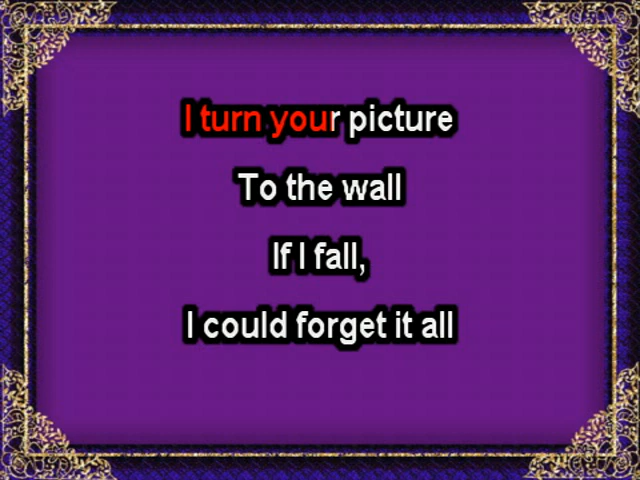 I turn your picture
To the wall
If I fall,
I could forget it all